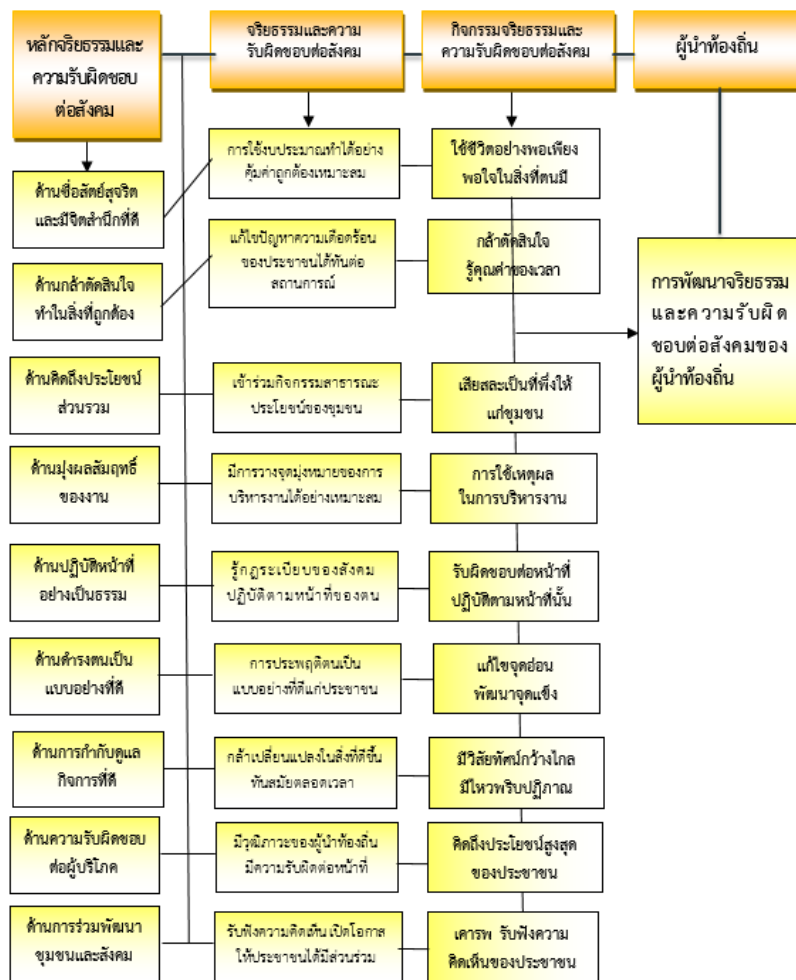 หลักจริยธรรมและ
ความรับผิดชอบ
ต่อสังคม
จริยธรรมและความ
รับผิดชอบต่อสังคม
กิจกรรมจริยธรรมและ
ความรับผิดชอบต่อสังคม
ผู้นำท้องถิ่น
ด้านซื่อสัตย์สุจริต
และมีจิตสำนึกที่ดี
การใช้งบประมาณทำได้อย่าง
คุ้มค่าถูกต้องเหมาะสม
ใช้ชีวิตอย่างพอเพียง
พอใจในสิ่งที่ตนมี
ด้านกล้าตัดสินใจ
ทำในสิ่งที่ถูกต้อง
แก้ไขปัญหาความเดือดร้อน
ของประชาชนได้ทันต่อ
สถานการณ์
กล้าตัดสินใจ
รู้คุณค่าของเวลา
การพัฒนาจริยธรรม
และความรับผิด
ชอบต่อสังคมของ
ผู้นำท้องถิ่น
ด้านคิดถึงประโยชน์
ส่วนรวม
เข้าร่วมกิจกรรมสาธารณะ
ประโยชน์ของชุมชน
เสียสละเป็นที่พึ่งให้
แก่ชุมชน
ด้านมุ่งผลสัมฤทธิ์
ของงาน
มีการวางจุดมุ่งหมายของการ
บริหารงานได้อย่างเหมาะสม
การใช้เหตุผล
ในการบริหารงาน
ด้านปฏิบัติหน้าที่
อย่างเป็นธรรม
รู้กฎระเบียบของสังคม
ปฏิบัติตามหน้าที่ของตน
รับผิดชอบต่อหน้าที่
ปฏิบัติตามหน้าที่นั้น
ด้านดำรงตนเป็น
แบบอย่างที่ดี
การประพฤติตนเป็น
แบบอย่างที่ดีแก่ประชาชน
แก้ไขจุดอ่อน
พัฒนาจุดแข็ง
ด้านการกำกับดูแล
กิจการที่ดี
กล้าเปลี่ยนแปลงในสิ่งที่ดีขึ้น
ทันสมัยตลอดเวลา
มีวิสัยทัศน์กว้างไกล
มีไหวพริบปฏิภาณ
ด้านความรับผิดชอบ
ต่อผู้บริโภค
มีวุฒิภาวะของผู้นำท้องถิ่น
มีความรับผิดต่อหน้าที่
คิดถึงประโยชน์สูงสุด
ของประชาชน
ด้านการร่วมพัฒนา
ชุมชนและสังคม
รับฟังความคิดเห็น เปิดโอกาส
ให้ประชาชนได้มีส่วนร่วม
เคารพ รับฟังความ
คิดเห็นของประชาชน